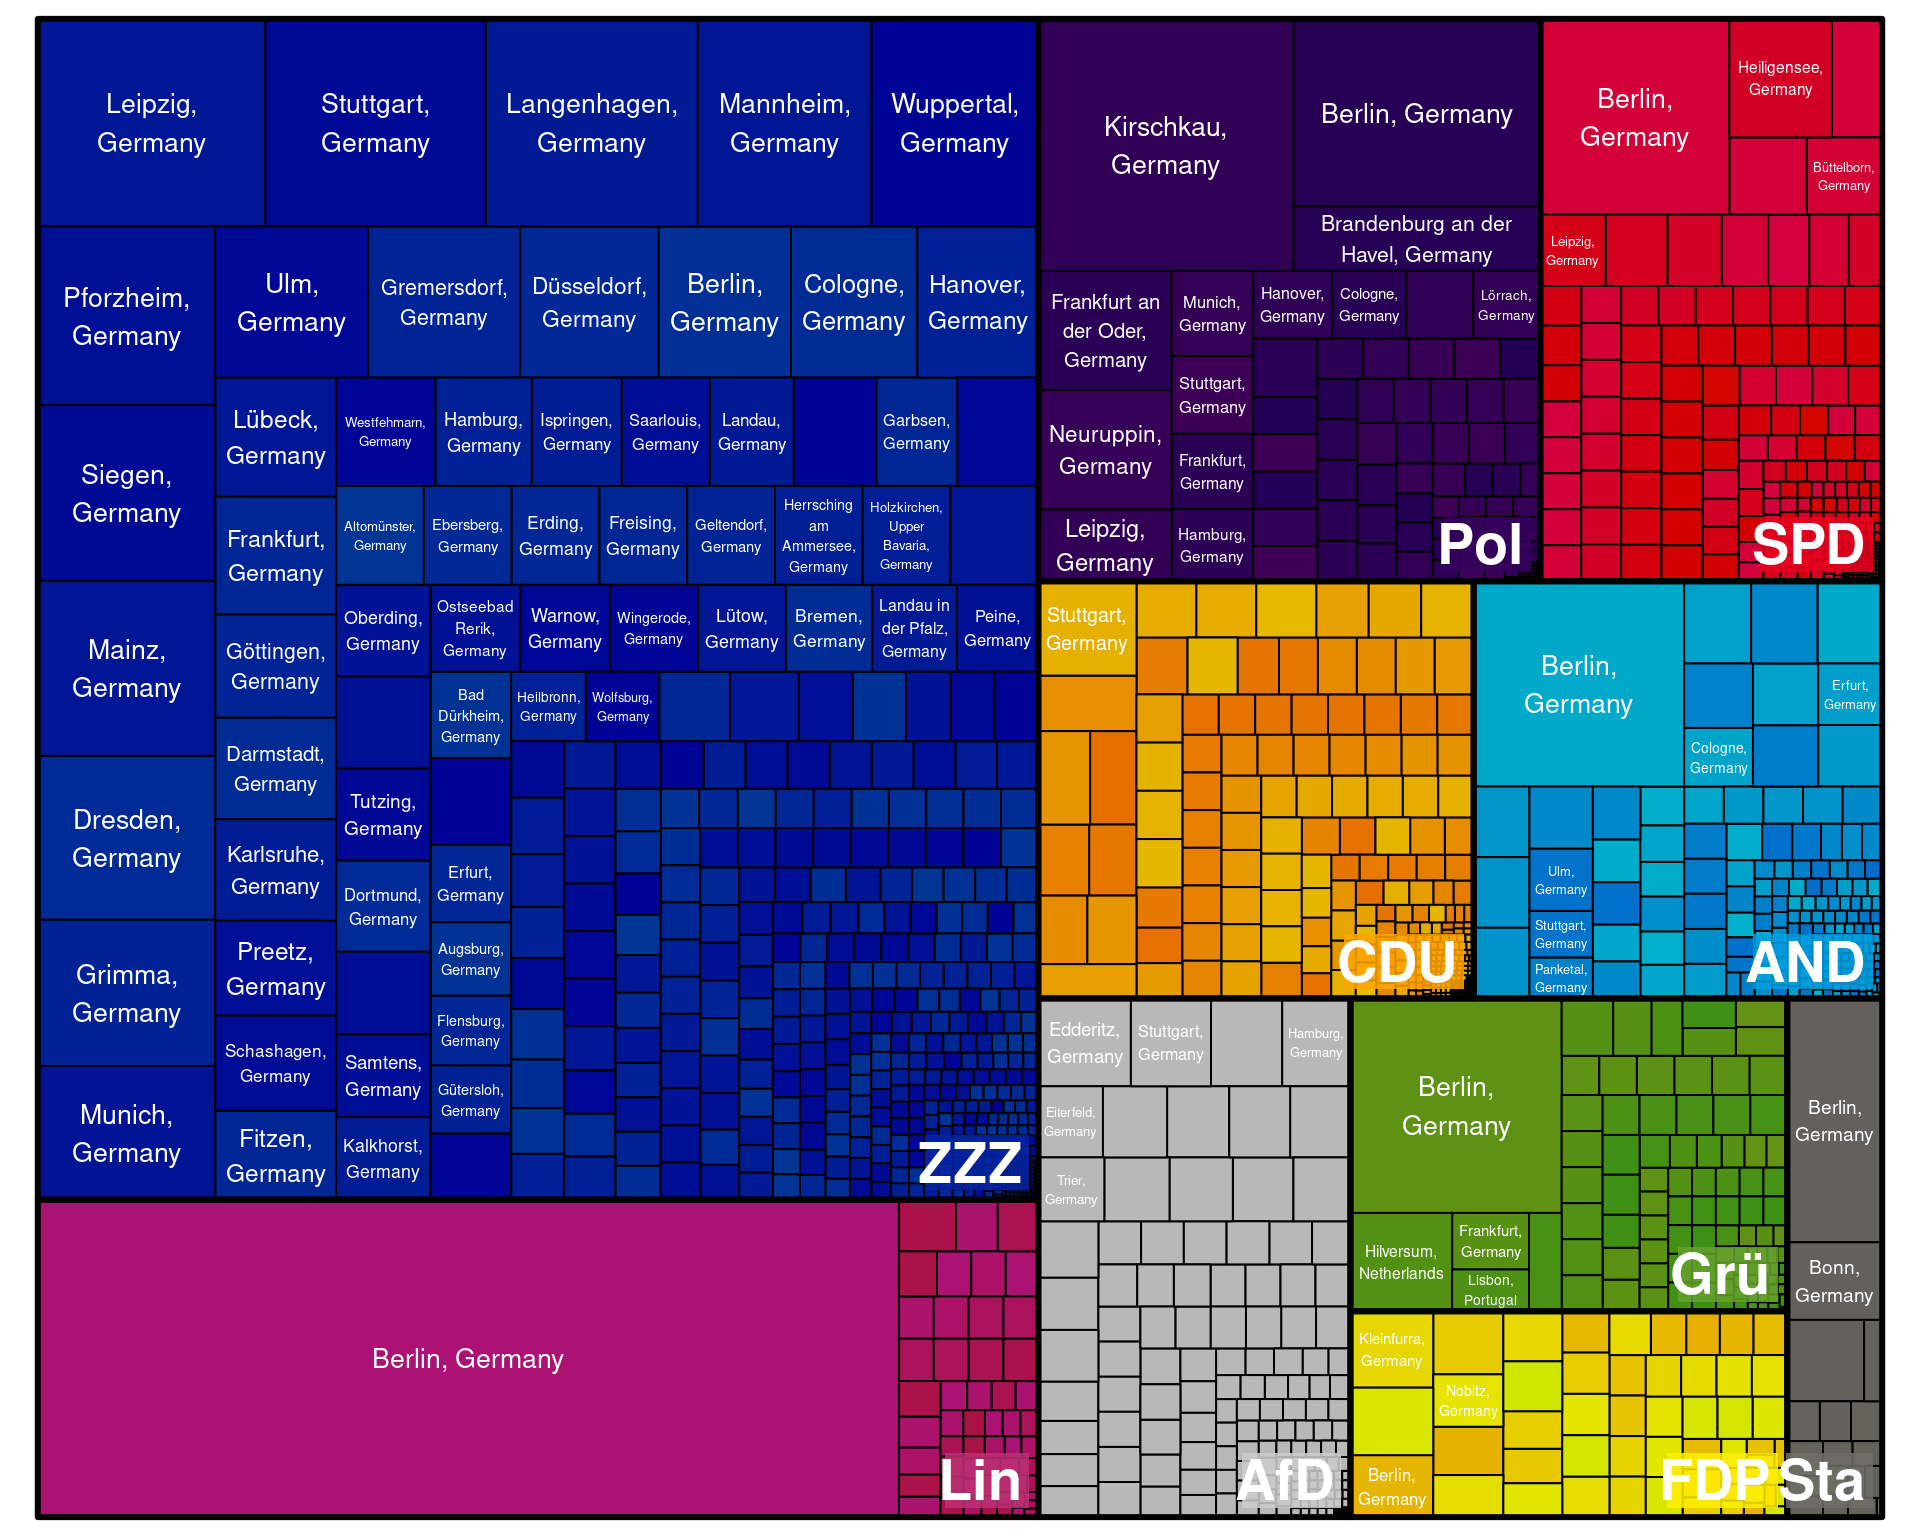 Leipzig,
Germany
Stuttgart,
Germany
Langenhagen,
Germany
Mannheim,
Germany
Wuppertal,
Germany
Pforzheim,
Germany
Ulm,
Germany
Gremersdorf,
Germany
Düsseldorf,
Germany
Berlin,
Germany
Cologne,
Germany
Hanover,
Germany
Siegen,
Germany
Mainz,
Germany
Dresden,
Germany
Grimma,
Germany
Munich,
Germany
Lübeck,
Germany
Frankfurt,
Germany
Göttingen,
Germany
Darmstadt,
Germany
Karlsruhe,
Germany
Preetz,
Germany
Schashagen,
Germany
Fitzen,
Germany
Westfehmarn,
Germany
Hamburg,
Germany
Ispringen,
Germany
Saarlouis,
Germany
Landau,
Germany
Garbsen,
Germany
Altomünster,
Germany
Ebersberg,
Germany
Erding,
Germany
Freising,
Germany
Geltendorf,
Germany
Herrsching
am
Ammersee,
Germany
Holzkirchen,
Upper
Bavaria,
Germany
Oberding,
Germany
Ostseebad
Rerik,
Germany
Warnow,
Germany
Wingerode,
Germany
Lütow,
Germany
Bremen,
Germany
Landau in
der Pfalz,
Germany
Peine,
Germany
Bad
Dürkheim,
Germany
Heilbronn,
Germany
Wolfsburg,
Germany
Tutzing,
Germany
Dortmund,
Germany
Samtens,
Germany
Kalkhorst,
Germany
Erfurt,
Germany
Augsburg,
Germany
Flensburg,
Germany
Gütersloh,
Germany
ZZZ
Berlin, Germany
Lin
Kirschkau,
Germany
Berlin, Germany
Brandenburg an der
Havel, Germany
Frankfurt an
der Oder,
Germany
Neuruppin,
Germany
Leipzig,
Germany
Munich,
Germany
Stuttgart,
Germany
Frankfurt,
Germany
Hamburg,
Germany
Hanover,
Germany
Cologne,
Germany
Lörrach,
Germany
Pol
Berlin,
Germany
Heiligensee,
Germany
Büttelborn,
Germany
Leipzig,
Germany
SPD
Stuttgart,
Germany
CDU
Berlin,
Germany
Erfurt,
Germany
Cologne,
Germany
Ulm,
Germany
Stuttgart,
Germany
Panketal,
Germany
AND
Edderitz,
Germany
Stuttgart,
Germany
Hamburg,
Germany
Eiterfeld,
Germany
Trier,
Germany
AfD
Berlin,
Germany
Hilversum,
Netherlands
Frankfurt,
Germany
Lisbon,
Portugal
Grü
Kleinfurra,
Germany
Nobitz,
Germany
Berlin,
Germany
FDP
Berlin,
Germany
Bonn,
Germany
Sta